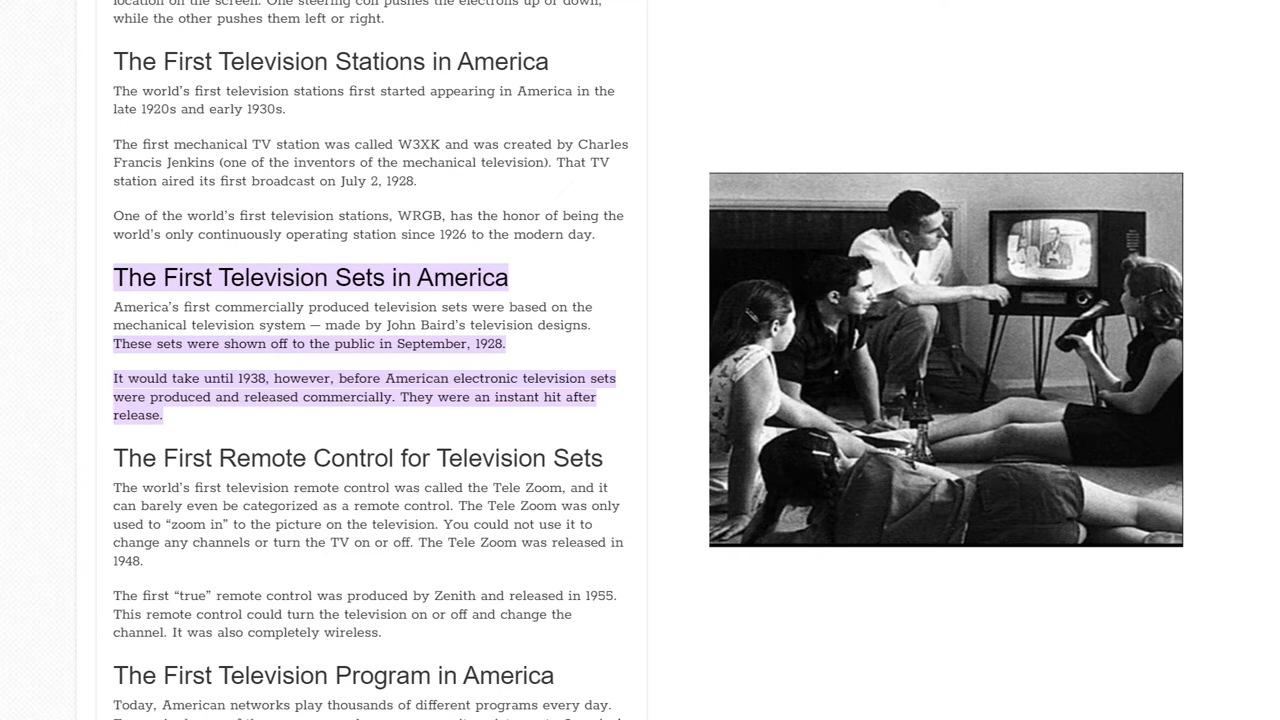 location on the screen. One steering coil pushes the electrons up or down,
while the other pushes them left or right.
The First Television Stations in America
The world’s first television stations first started appearing in America in the
late 1920s and early 1930s.
The first mechanical TV station was called W3XK and was created by Charles
Francis Jenkins (one of the inventors of the mechanical television). That TV
station aired its first broadcast on July 2, 1928.
One of the world’s first television stations, WRGB, has the honor of being the
world’s only continuously operating station since 1926 to the modern day.
The First Television Sets in America
America’s first commercially produced television sets were based on the
mechanical television system — made by John Baird’s television designs.
These sets were shown off to the public in September, 1928.
It would take until 1938, however, before American electronic television sets
were produced and released commercially. They were an instant hit after
release.
The First Remote Control for Television Sets
The world’s first television remote control was called the Tele Zoom, and it
can barely even be categorized as a remote control. The Tele Zoom was only
used to “zoom in” to the picture on the television. You could not use it to
change any channels or turn the TV on or off. The Tele Zoom was released in
1948.
The first “true” remote control was produced by Zenith and released in 1955.
This remote control could turn the television on or off and change the
channel. It was also completely wireless.
The First Television Program in America
Today, American networks play thousands of different programs every day.